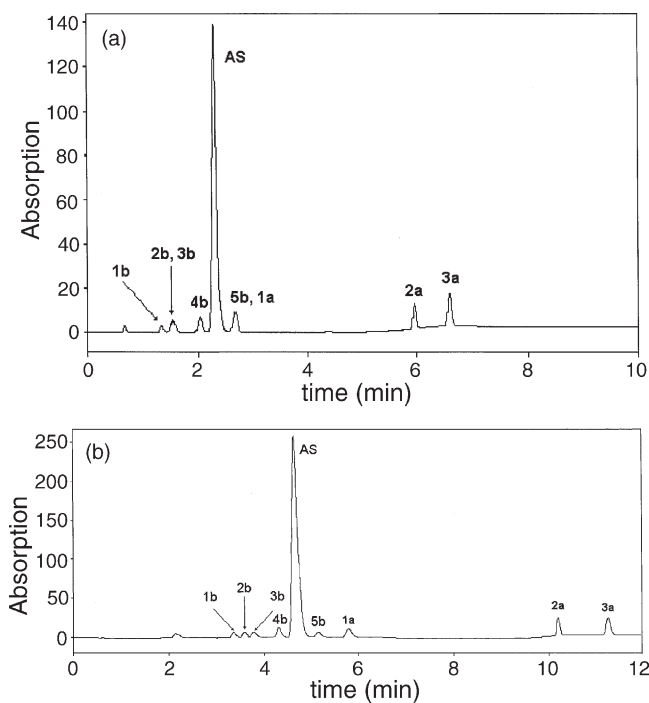 (a)
140
120
100
80
60
40
20
0
Absorption
AS
1b
2b, 3b
4b
5b, 1a
2a
3a
0 2 4 6 8 10
time (min)
(b)
250
200
150
100
50
0
Absorption
AS
1b
2b
3b
4b
5b
1a
2a
3a
0 2 4 6 8 10 12
time (min)